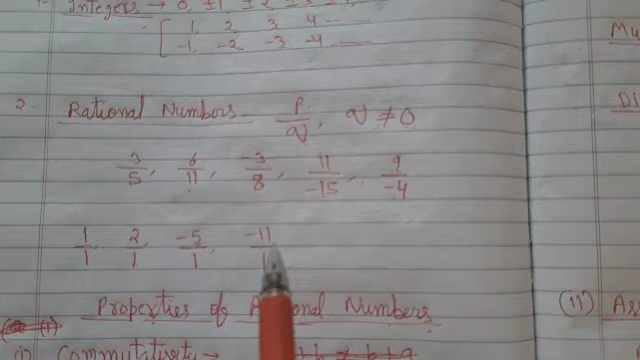 Integers → 0, ±1, ±2
1, 2, 3, 4 ......
-1, -2, -3, -4
2. Rational Numbers - P/q, q ≠ 0
3/5, 6/11, -3/8, 11/-15, 9/-4
1/1, 2/1, -5/1, -11/1
Properties of Numbers
(ii) As
(i) Commutitivity →
Mu
Di